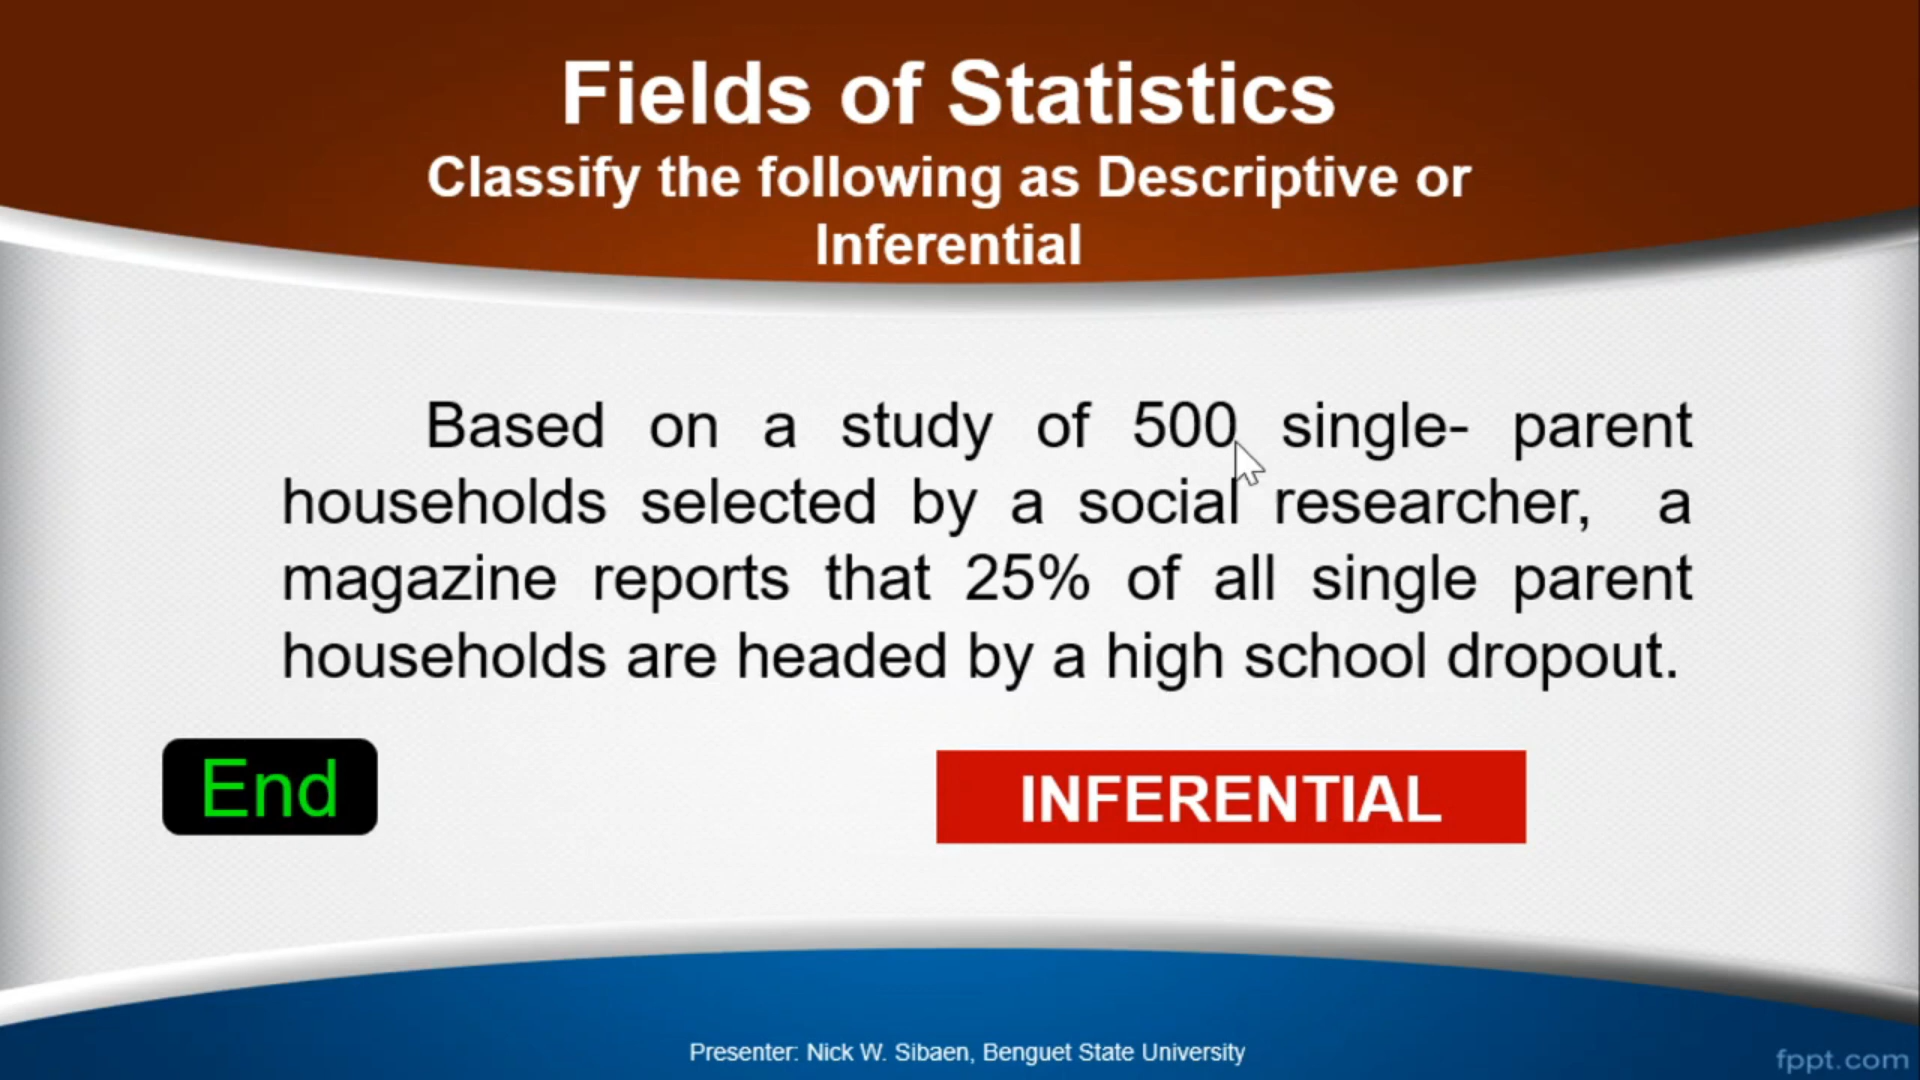 Fields of Statistics
Classify the following as Descriptive or
Inferential
Based on a study of 500 single- parent
households selected by a social researcher, a
magazine reports that 25% of all single parent
households are headed by a high school dropout.
End
INFERENTIAL
Presenter: Nick W. Sibaen, Benguet State University
fppt.com